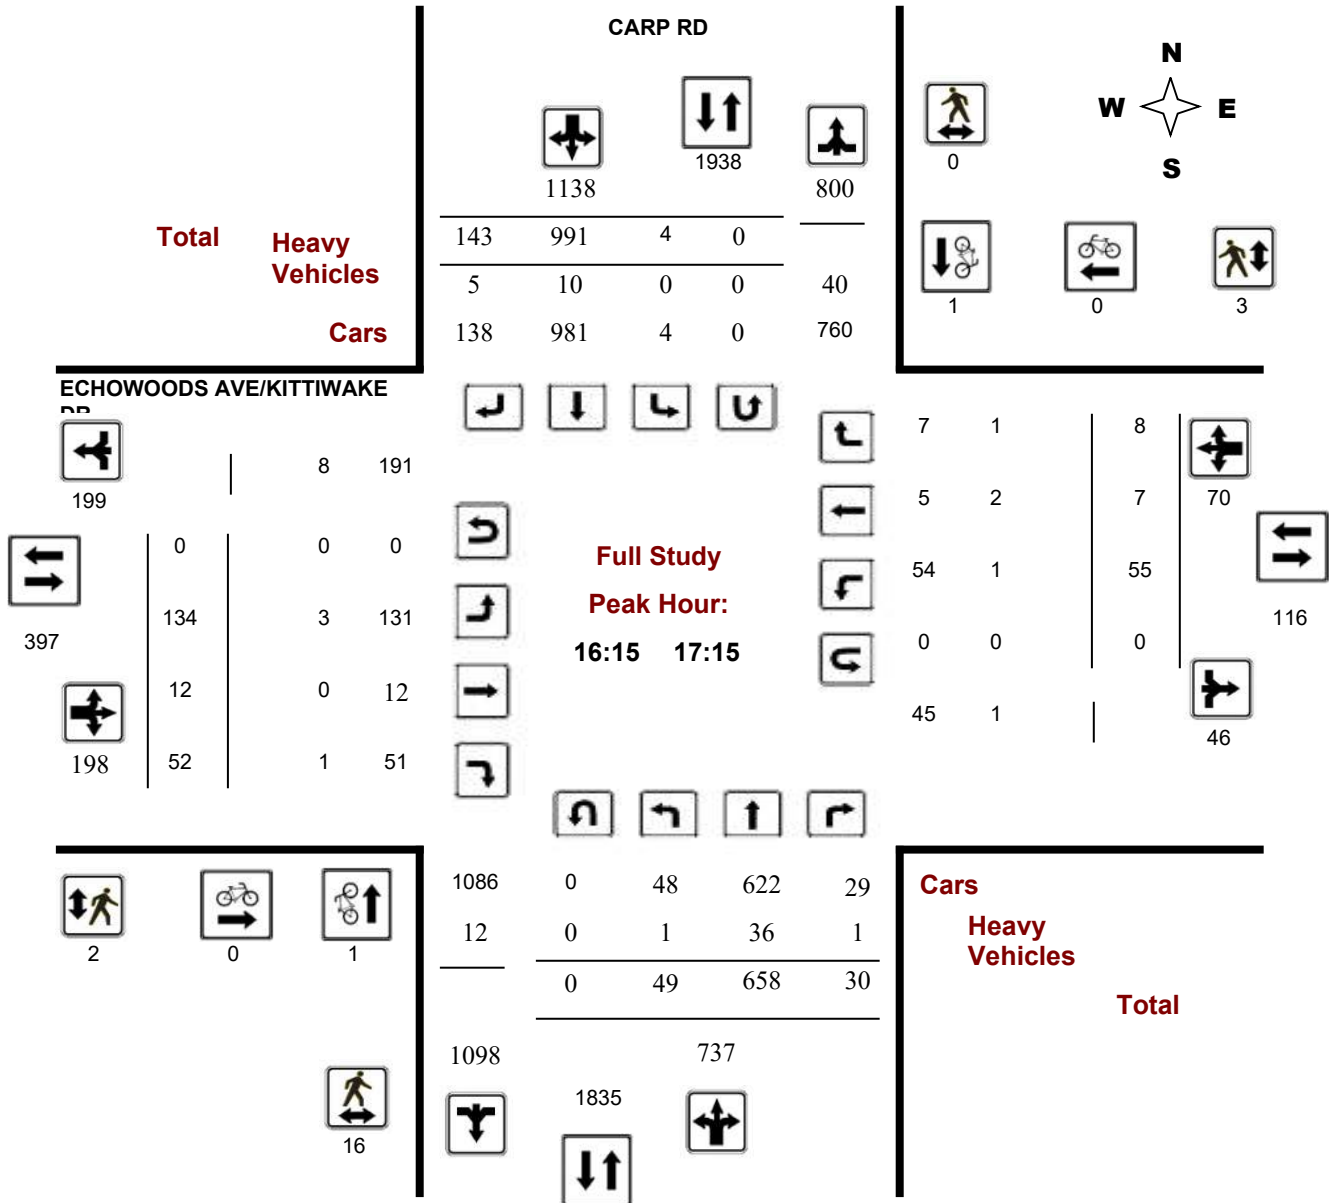 CARP RD
N
W E
S
1938
0
1138 800
Total Heavy Vehicles
143 991 4 0
5 10 0 0 40
1 0 3
Cars 138 981 4 0 760
ECHOWOODS AVE/KITTIWAKE
DR
7 1 8
8 191
199
5 2 7 70
0 0 0
Full Study
54 1 55
Peak Hour:
134 3 131 116
397
16:15 17:15
0 0 0
12 0 12
45 1
46
198 52 1 51
1086 0 48 622 29 Cars
12 0 1 36 1 Heavy Vehicles
2 0 1
0 49 658 30
Total
1098 737
1835
16